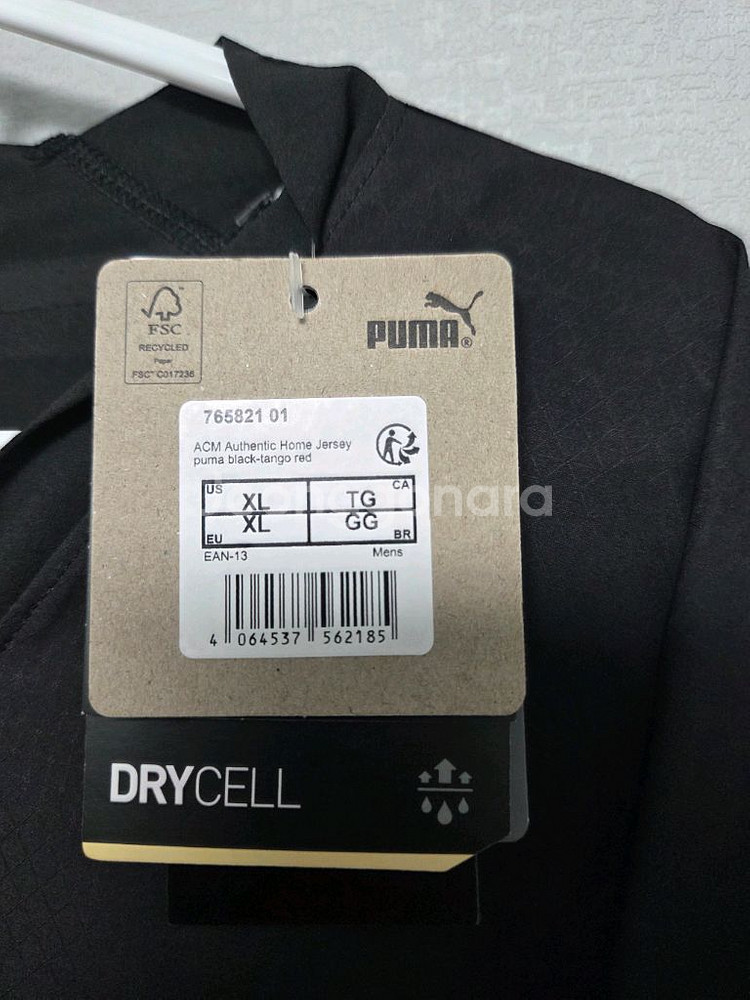 FSC
RECYCLED
Paper
FSC™ C017236
PUMA®
765821 01
ACM Authentic Home Jersey
puma black-tango red
US XL TG CA
EU XL GG BR
EAN-13 Mens
4 064537 562185
DRYCELL